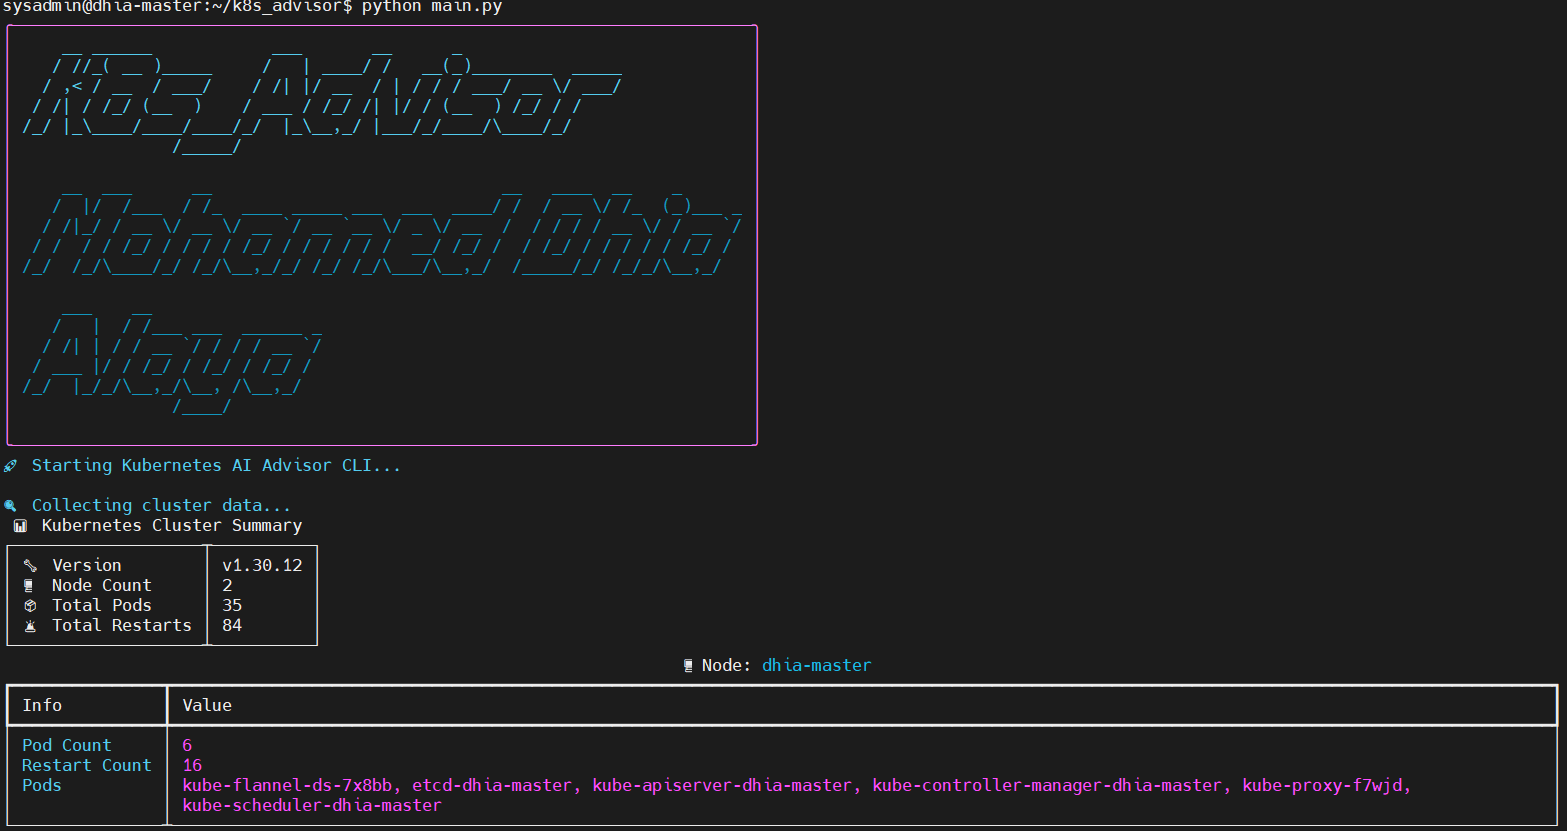 sysadmin@dhia-master:~/k8s_advisor$ python main.py
K8s_Advisor
Mohamed Dhia
Alaya
Starting Kubernetes AI Advisor CLI...
Collecting cluster data...
Kubernetes Cluster Summary
Version v1.30.12
Node Count 2
Total Pods 35
Total Restarts 84
Node: dhia-master
Info Value
Pod Count 6
Restart Count 16
Pods kube-flannel-ds-7x8bb, etcd-dhia-master, kube-apiserver-dhia-master, kube-controller-manager-dhia-master, kube-proxy-f7wjd,
kube-scheduler-dhia-master